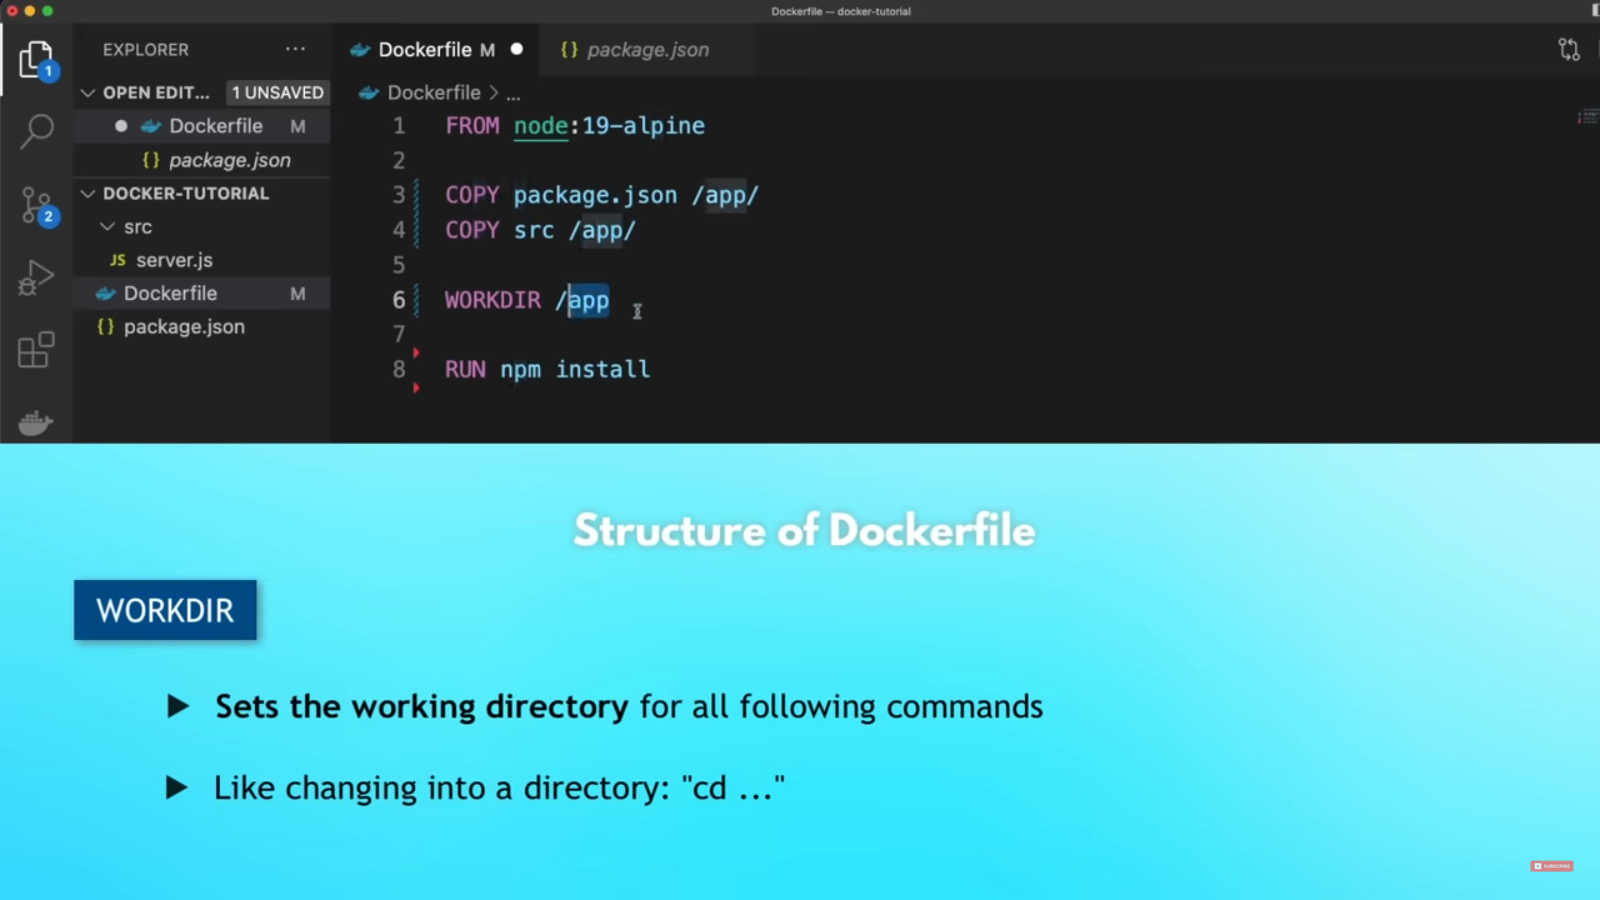 Dockerfile — docker-tutorial
EXPLORER ...
Dockerfile M
{} package.json
1
OPEN EDIT... 1 UNSAVED
Dockerfile > ...
Dockerfile M
{} package.json
DOCKER-TUTORIAL
2
src
JS server.js
Dockerfile M
{} package.json
1 FROM node:19-alpine
2
3 COPY package.json /app/
4 COPY src /app/
5
6 WORKDIR /app
7
8 RUN npm install
Structure of Dockerfile
WORKDIR
Sets the working directory for all following commands
Like changing into a directory: "cd ..."
SUBSCRIBE